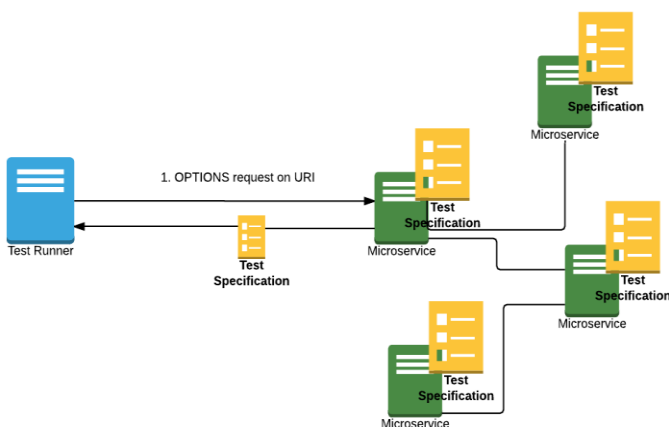 Test
Specification
Microservice
1. OPTIONS request on URI
Test
Specification
Test Runner
Microservice
Test
Specification
Test
Specification
Microservice
Test
Specification
Microservice